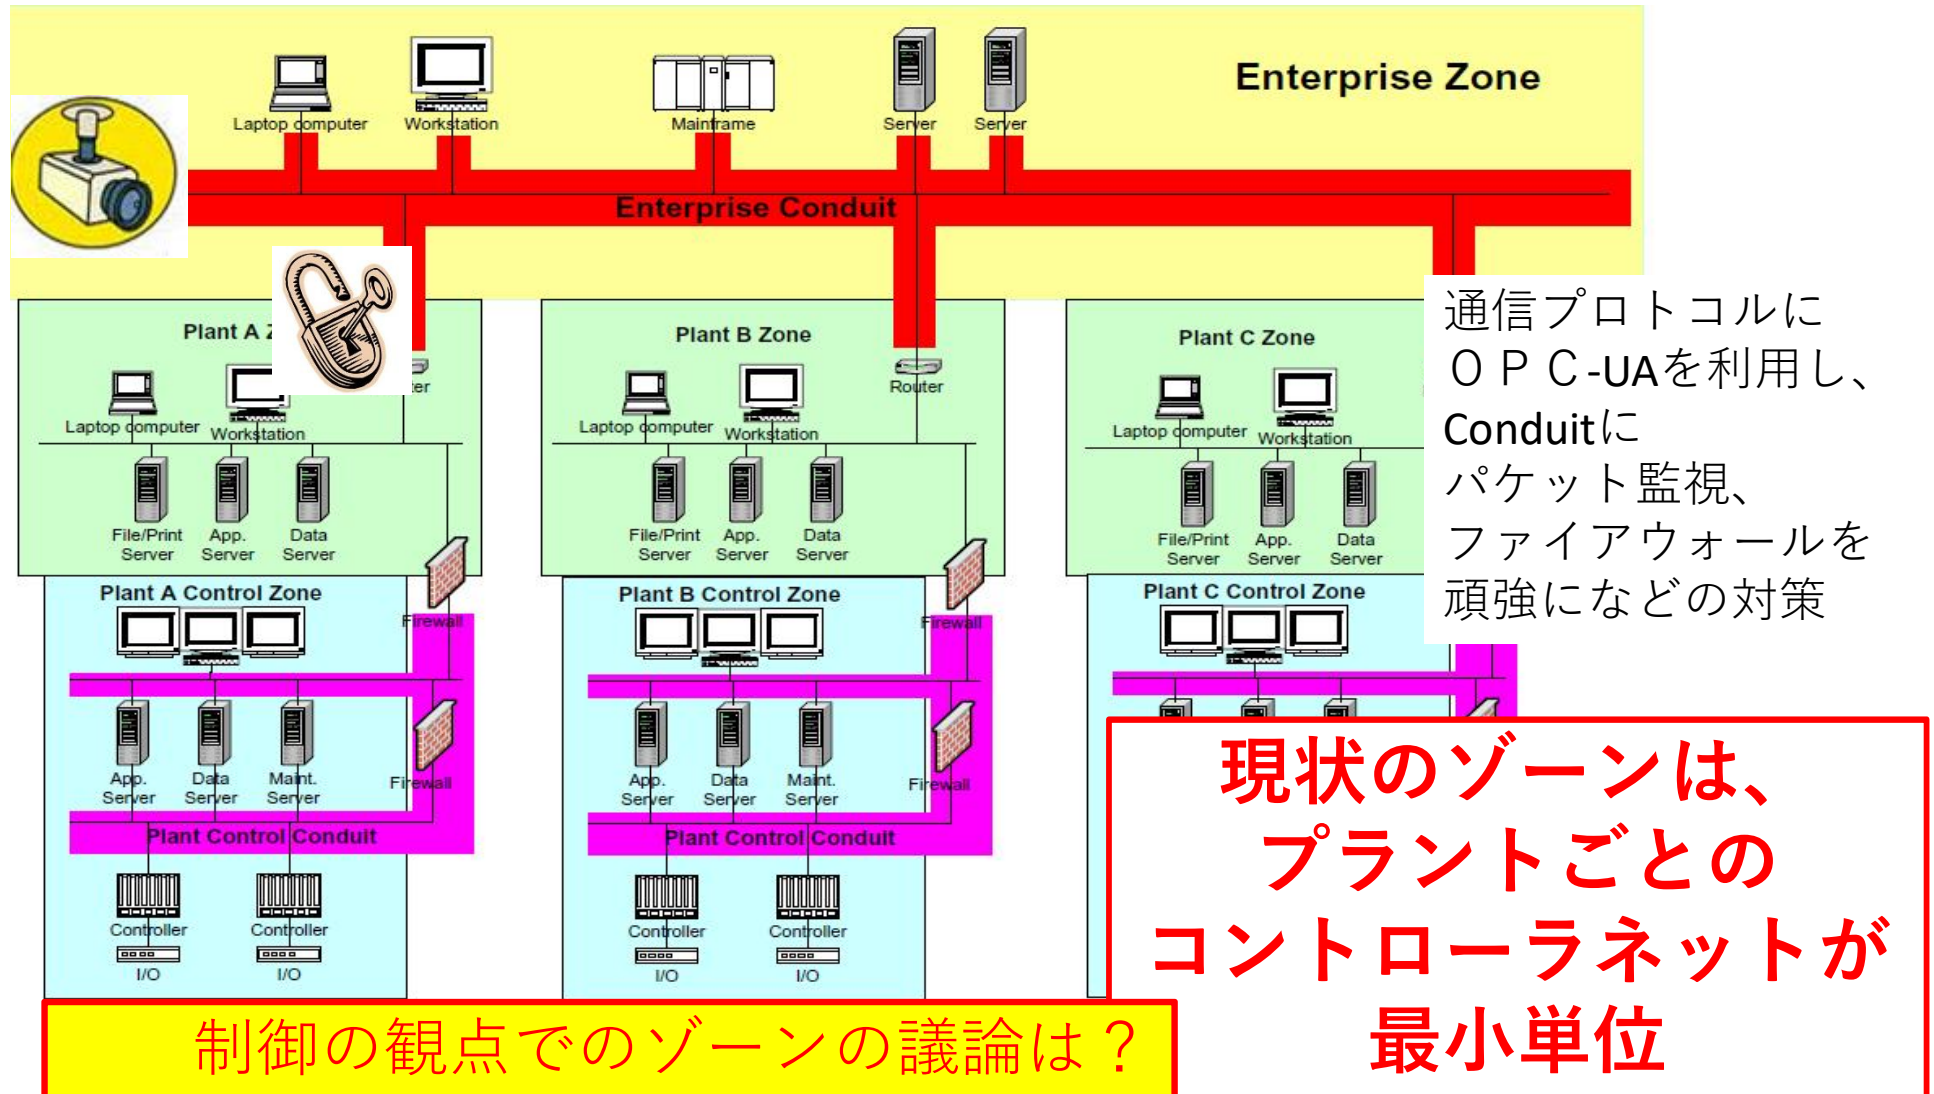 Enterprise Zone
Laptop computer
Workstation
Mainframe
Server
Server
Enterprise Conduit
Plant A
Laptop computer
Workstation
File/Print
Server
App.
Server
Data
Server
Plant B Zone
Router
Laptop computer
Workstation
File/Print
Server
App.
Server
Data
Server
Plant C Zone
Laptop computer
Workstation
File/Print
Server
App.
Server
Data
Server
通信プロトコルに
ＯＰＣ-UAを利用し、
Conduitに
パケット監視、
ファイアウォールを
頑強になどの対策
Plant A Control Zone
Firewall
App.
Server
Data
Server
Maint.
Server
Firewall
Plant Control Conduit
Controller
Controller
I/O
I/O
Plant B Control Zone
Firewall
App.
Server
Data
Server
Maint.
Server
Firewall
Plant Control Conduit
Controller
Controller
I/O
I/O
Plant C Control Zone
現状のゾーンは、
プラントごとの
コントローラネットが
最小単位
制御の観点でのゾーンの議論は？